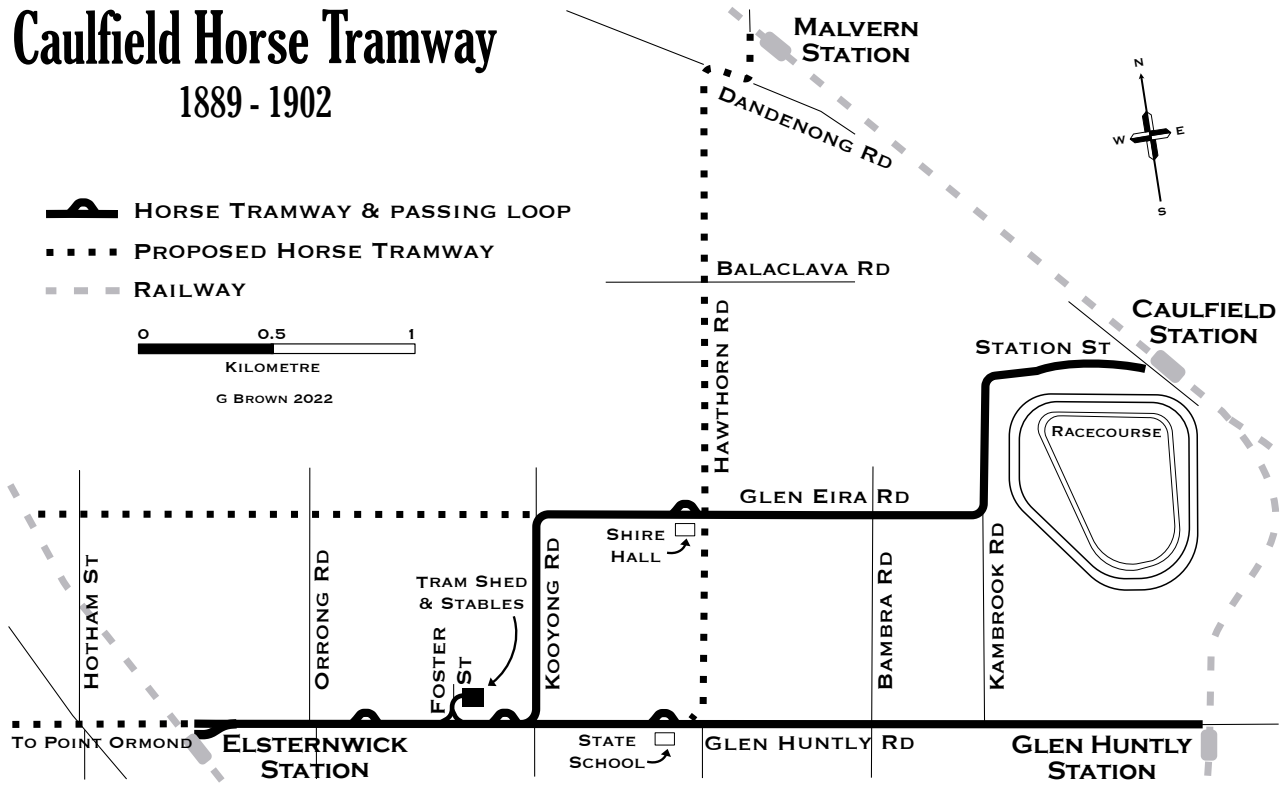 Caulfield Horse Tramway
1889 - 1902
Malvern
Station
N
W
E
S
Dandenong Rd
Horse Tramway & passing loop
Proposed Horse Tramway
Railway
0
0.5
1
Kilometre
G Brown 2022
Balaclava Rd
Hawthorn Rd
Caulfield
Station
Station St
Racecourse
Glen Eira Rd
Shire
Hall
Hotham St
Orrong Rd
Tram Shed
& Stables
Foster
St
Kooyong Rd
Bambra Rd
Kambrook Rd
To Point Ormond
Elsternwick
Station
State
School
Glen Huntly Rd
Glen Huntly
Station